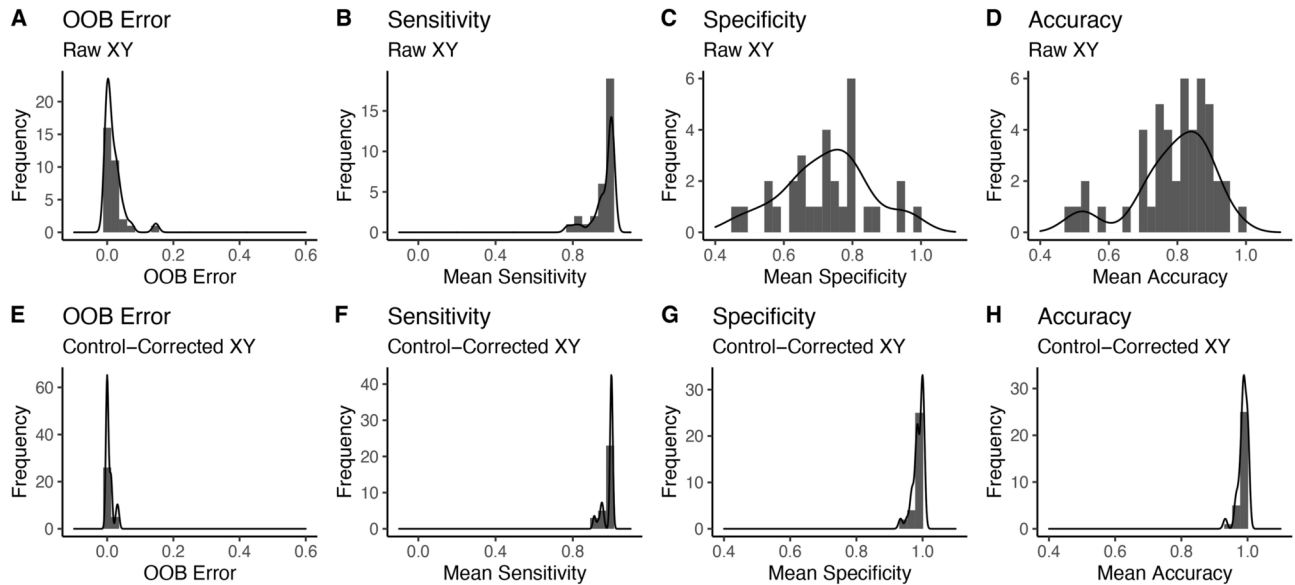 A OOB Error
Raw XY
Frequency
20
15
10
5
0
0.0 0.2 0.4 0.6
OOB Error
B Sensitivity
Raw XY
Frequency
15
10
5
0
0.0 0.4 0.8
Mean Sensitivity
C Specificity
Raw XY
Frequency
6
4
2
0
0.4 0.6 0.8 1.0
Mean Specificity
D Accuracy
Raw XY
Frequency
6
4
2
0
0.4 0.6 0.8 1.0
Mean Accuracy
E OOB Error
Control–Corrected XY
Frequency
60
40
20
0
0.0 0.2 0.4 0.6
OOB Error
F Sensitivity
Control–Corrected XY
Frequency
40
30
20
10
0
0.0 0.4 0.8
Mean Sensitivity
G Specificity
Control–Corrected XY
Frequency
30
20
10
0
0.4 0.6 0.8 1.0
Mean Specificity
H Accuracy
Control–Corrected XY
Frequency
30
20
10
0
0.4 0.6 0.8 1.0
Mean Accuracy